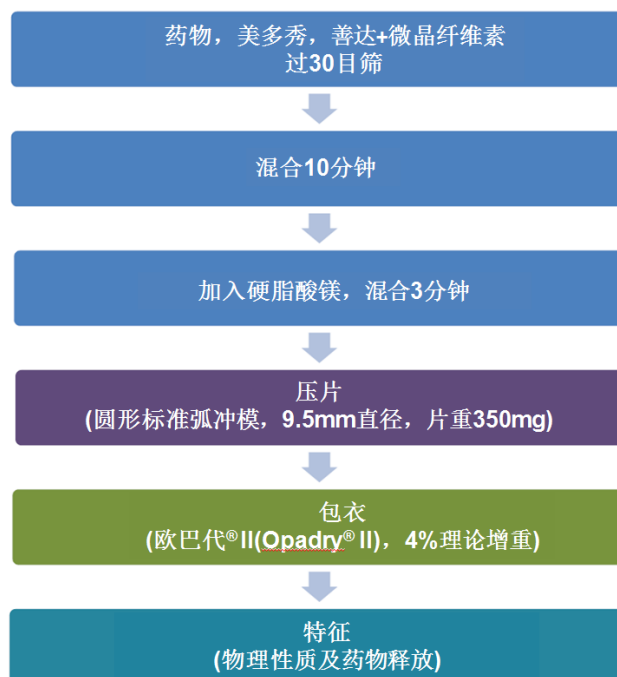 药物，美多秀，善达+微晶纤维素
过30目筛
混合10分钟
加入硬脂酸镁，混合3分钟
压片
(圆形标准弧冲模，9.5mm直径，片重350mg)
包衣
(欧巴代®II(Opadry® II)，4%理论增重)
特征
(物理性质及药物释放)